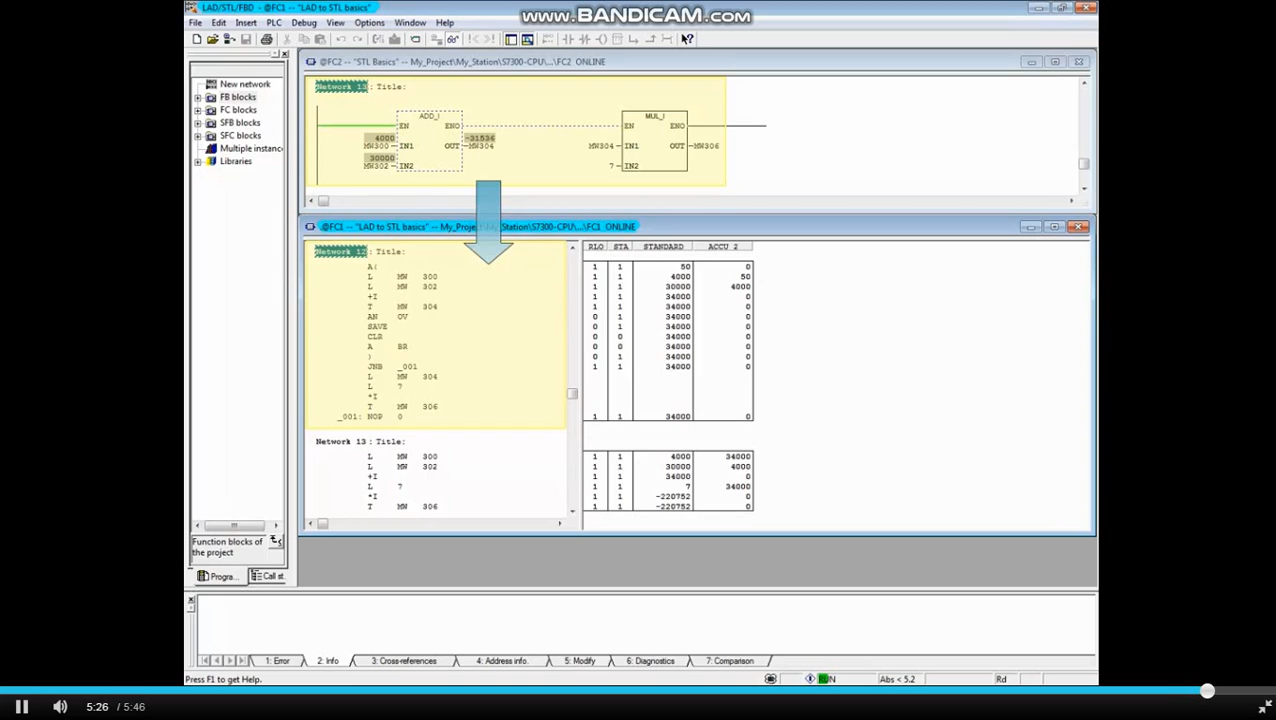 LAD/STL/FBD - @FC1 -- "LAD to STL basics"
www.BANDICAM.com
File Edit Insert PLC Debug View Options Window Help
New network
FB blocks
FC blocks
SFB blocks
SFC blocks
Multiple instanc
Libraries
Function blocks of
the project
Progra... Call st.
@FC2 -- "STL Basics" -- My_Project\My_Station\S7300-CPU\...\FC2 ONLINE
Network 13 : Title:
ADD_I MUL_I
EN ENO EN ENO
4000 -31536
MW300 IN1 OUT MW304 MW304 IN1 OUT MW306
30000
MW302 IN2 7 IN2
@FC1 -- "LAD to STL basics" -- My_Project\My_Station\S7300-CPU\...\FC1 ONLINE
RLO STA STANDARD ACCU 2
Network 12 : Title:
A( 1 1 50 0
L MW 300 1 1 4000 50
L MW 302 1 1 30000 4000
+I 1 1 34000 0
T MW 304 1 1 34000 0
AN OV 0 1 34000 0
SAVE 0 1 34000 0
CLR 0 0 34000 0
A BR 0 0 34000 0
) 0 1 34000 0
JNB _001 1 1 34000 0
L MW 304
L 7
*I
T MW 306
_001: NOP 0 1 1 34000 0
Network 13 : Title:
L MW 300 1 1 4000 34000
L MW 302 1 1 30000 4000
+I 1 1 34000 0
L 7 1 1 7 34000
*I 1 1 -220752 0
T MW 306 1 1 -220752 0
1: Error 2: Info 3: Cross-references 4: Address info. 5: Modify 6: Diagnostics 7: Comparison
Press F1 to get Help. RUN Abs < 5.2 Rd
5:26 / 5:46